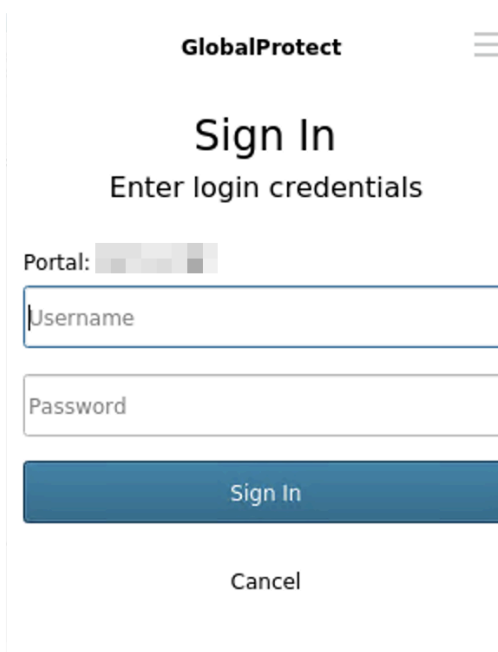 GlobalProtect
Sign In
Enter login credentials
Portal:
Username
Password
Sign In
Cancel